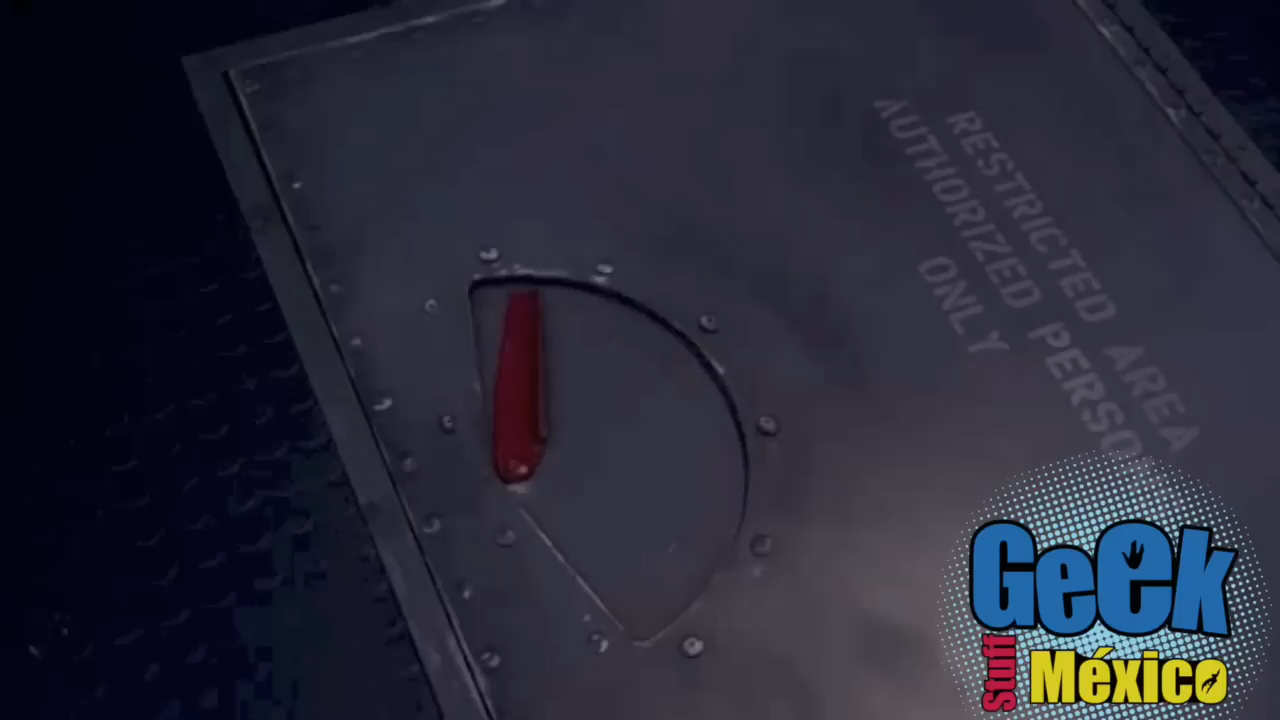 RESTRICTED AREA
AUTHORIZED PERSO
ONLY
Geek
Stuff
México